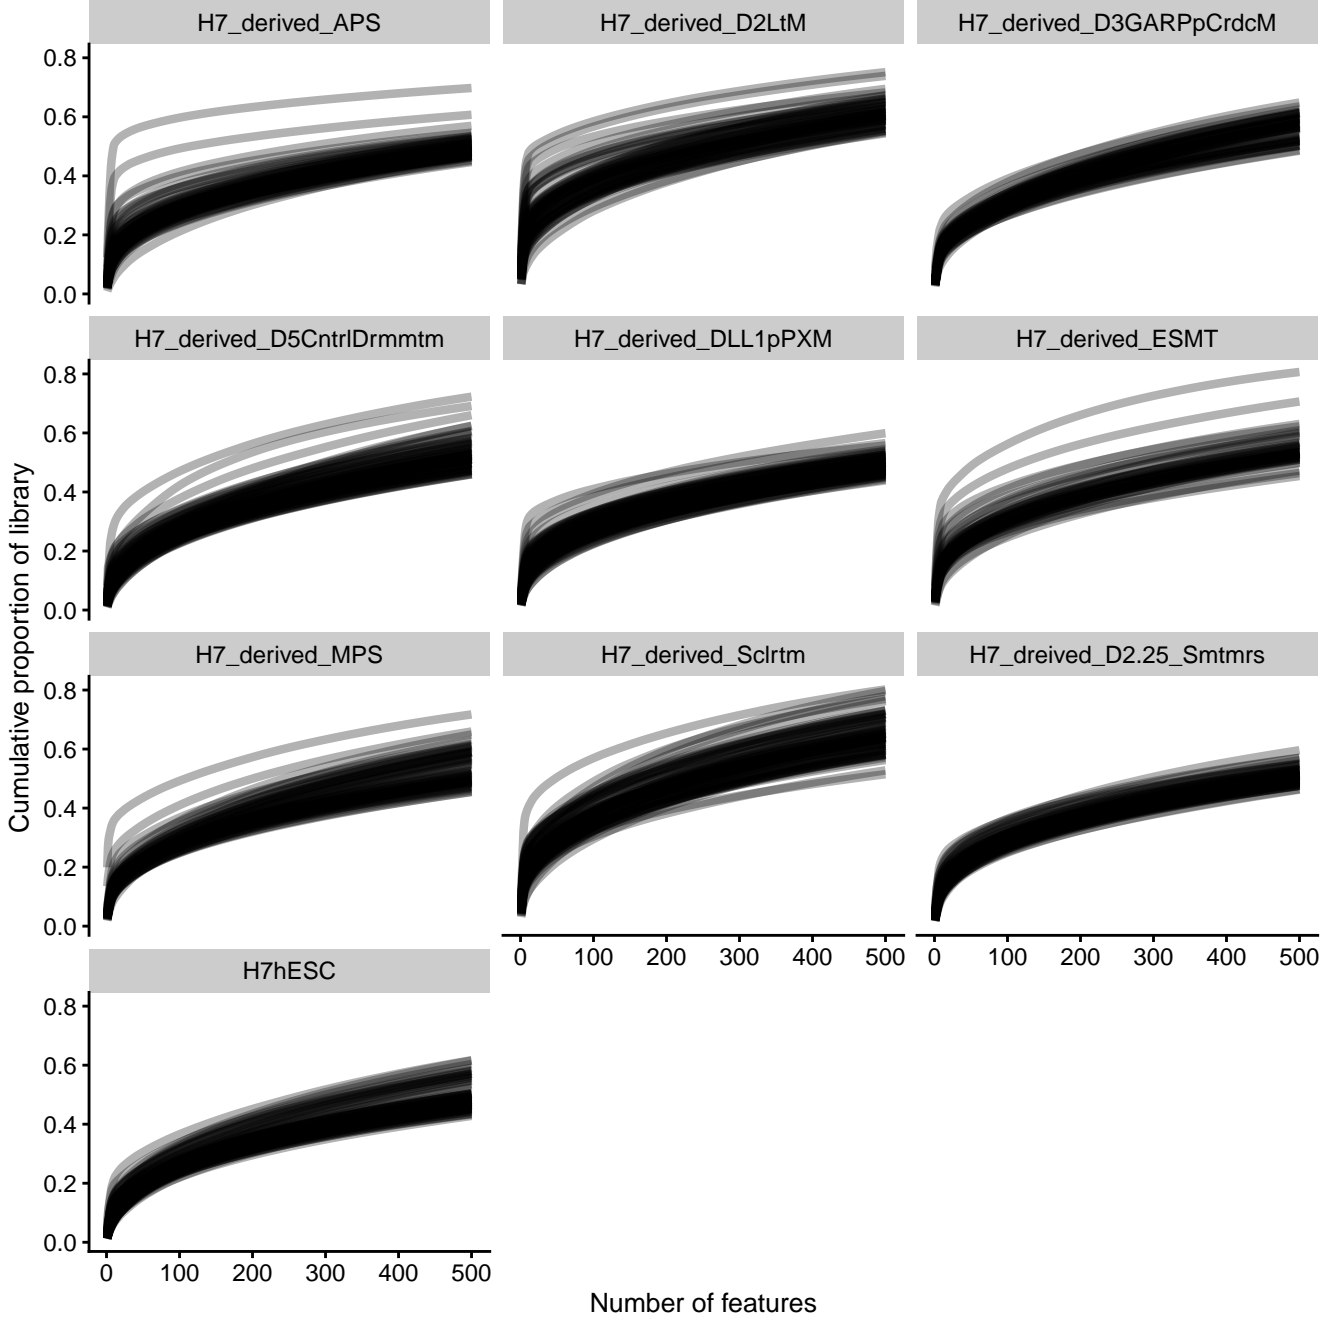 H7_derived_APS
H7_derived_D2LtM
H7_derived_D3GARPpCrdcM
0.8
0.6
0.4
0.2
0.0
H7_derived_D5CntrlDrmmtm
H7_derived_DLL1pPXM
H7_derived_ESMT
0.8
0.6
0.4
0.2
0.0
Cumulative proportion of library
H7_derived_MPS
H7_derived_Sclrtm
H7_dreived_D2.25_Smtmrs
0.8
0.6
0.4
0.2
0.0
0 100 200 300 400 500
0 100 200 300 400 500
H7hESC
0.8
0.6
0.4
0.2
0.0
0 100 200 300 400 500
Number of features